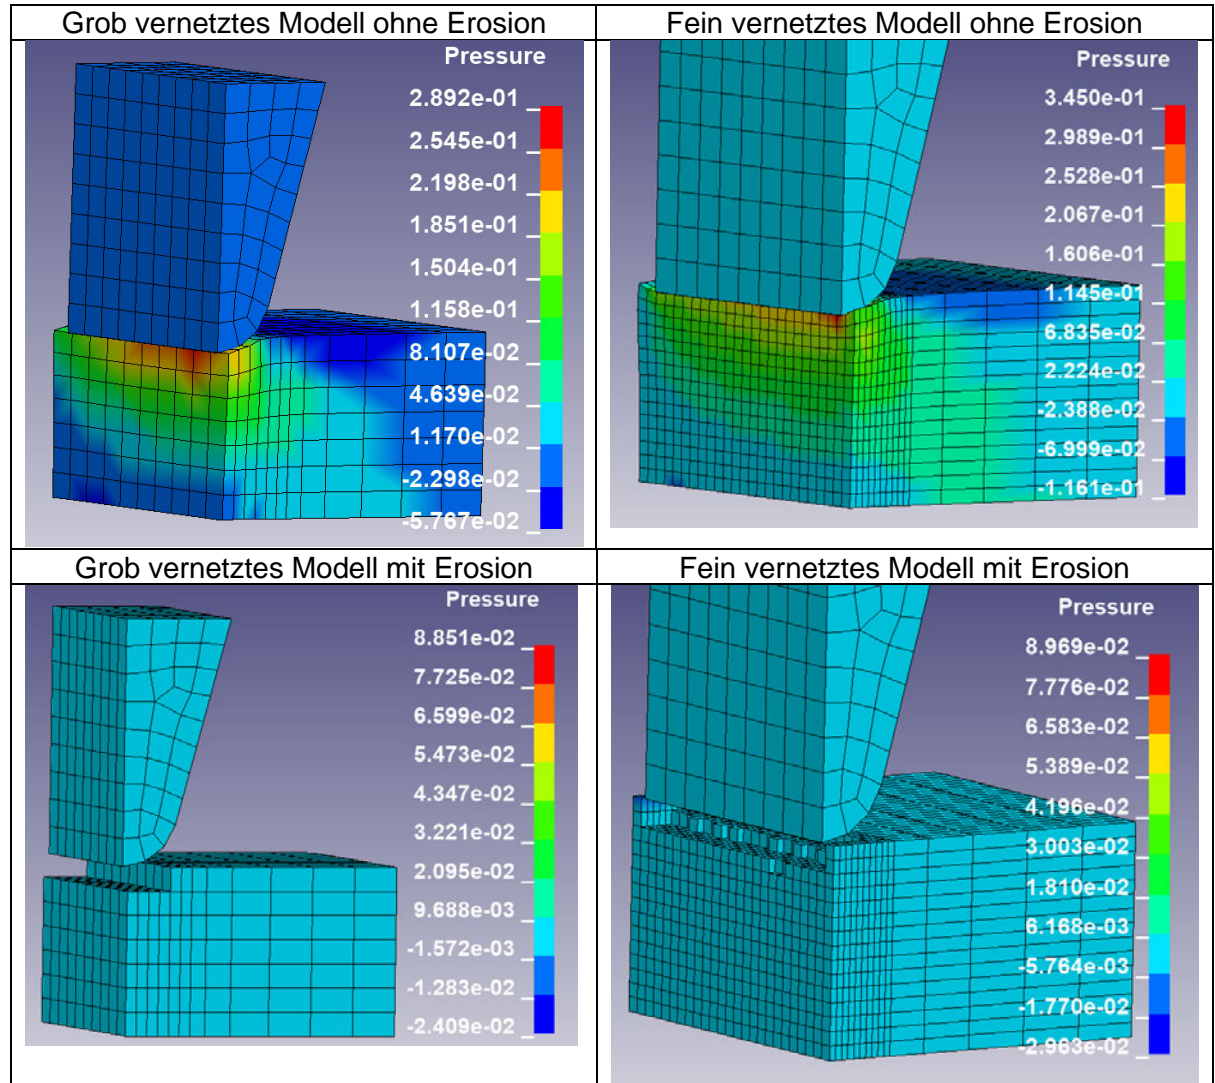 Grob vernetztes Modell ohne Erosion
Pressure
2.892e-01
2.545e-01
2.198e-01
1.851e-01
1.504e-01
1.158e-01
8.107e-02
4.639e-02
1.170e-02
-2.298e-02
-5.767e-02
Fein vernetztes Modell ohne Erosion
Pressure
3.450e-01
2.989e-01
2.528e-01
2.067e-01
1.606e-01
1.145e-01
6.835e-02
2.224e-02
-2.388e-02
-6.999e-02
-1.161e-01
Grob vernetztes Modell mit Erosion
Pressure
8.851e-02
7.725e-02
6.599e-02
5.473e-02
4.347e-02
3.221e-02
2.095e-02
9.688e-03
-1.572e-03
-1.283e-02
-2.409e-02
Fein vernetztes Modell mit Erosion
Pressure
8.969e-02
7.776e-02
6.583e-02
5.389e-02
4.196e-02
3.003e-02
1.810e-02
6.168e-03
-5.764e-03
-1.770e-02
-2.963e-02